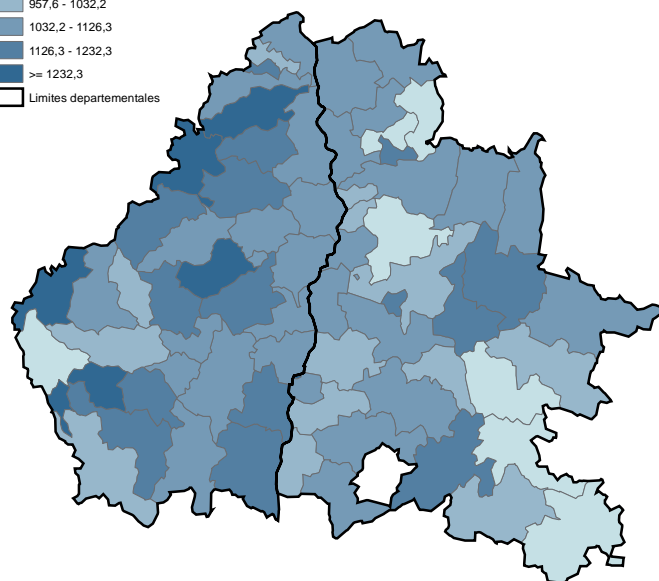 957,6 - 1032,2
1032,2 - 1126,3
1126,3 - 1232,3
>= 1232,3
Limites departementales